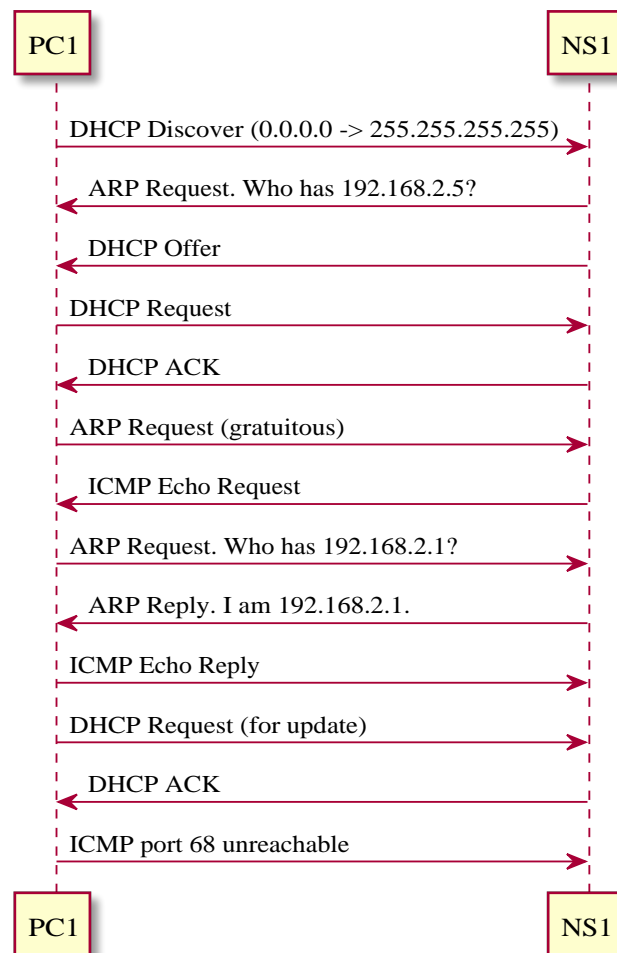 PC1
NS1
DHCP Discover (0.0.0.0 -> 255.255.255.255)
ARP Request. Who has 192.168.2.5?
DHCP Offer
DHCP Request
DHCP ACK
ARP Request (gratuitous)
ICMP Echo Request
ARP Request. Who has 192.168.2.1?
ARP Reply. I am 192.168.2.1.
ICMP Echo Reply
DHCP Request (for update)
DHCP ACK
ICMP port 68 unreachable
PC1
NS1